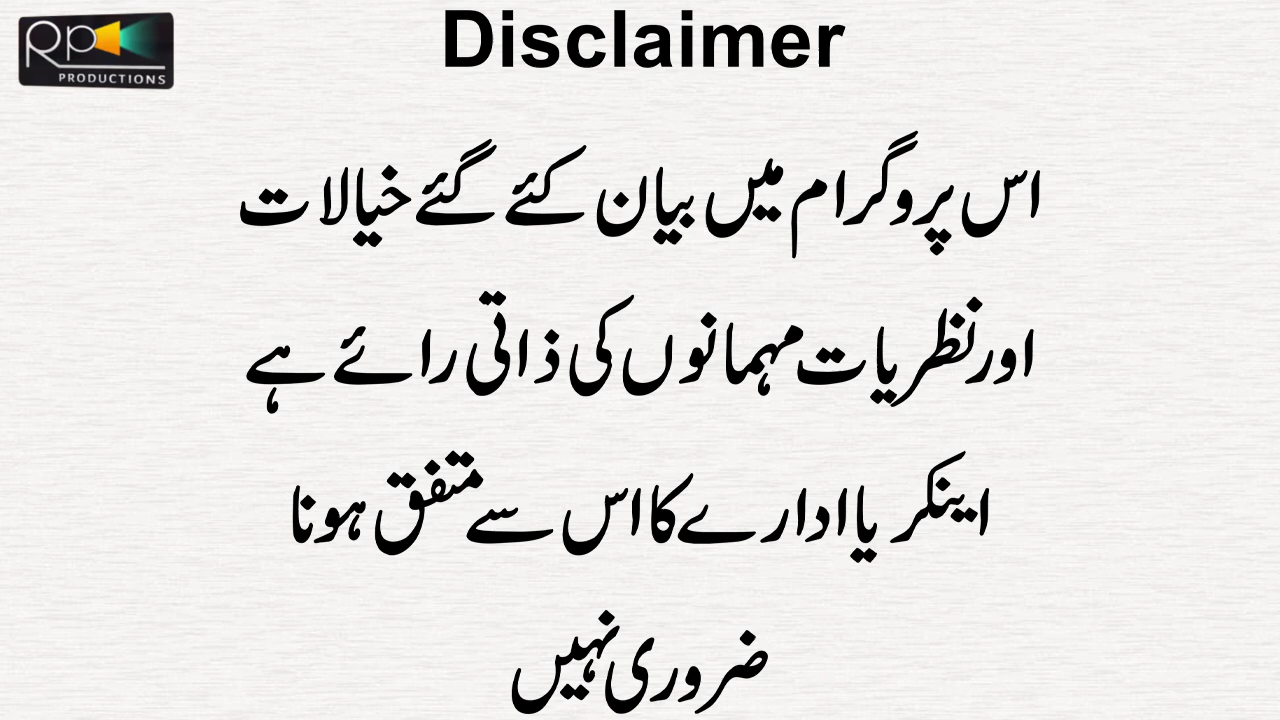 Rp
PRODUCTIONS
Disclaimer
اس پروگرام میں بیان کئے گئے خیالات
اور نظریات مہمانوں کی ذاتی رائے ہے
اینکر یا ادارے کا اس سے متفق ہونا
ضروری نہیں